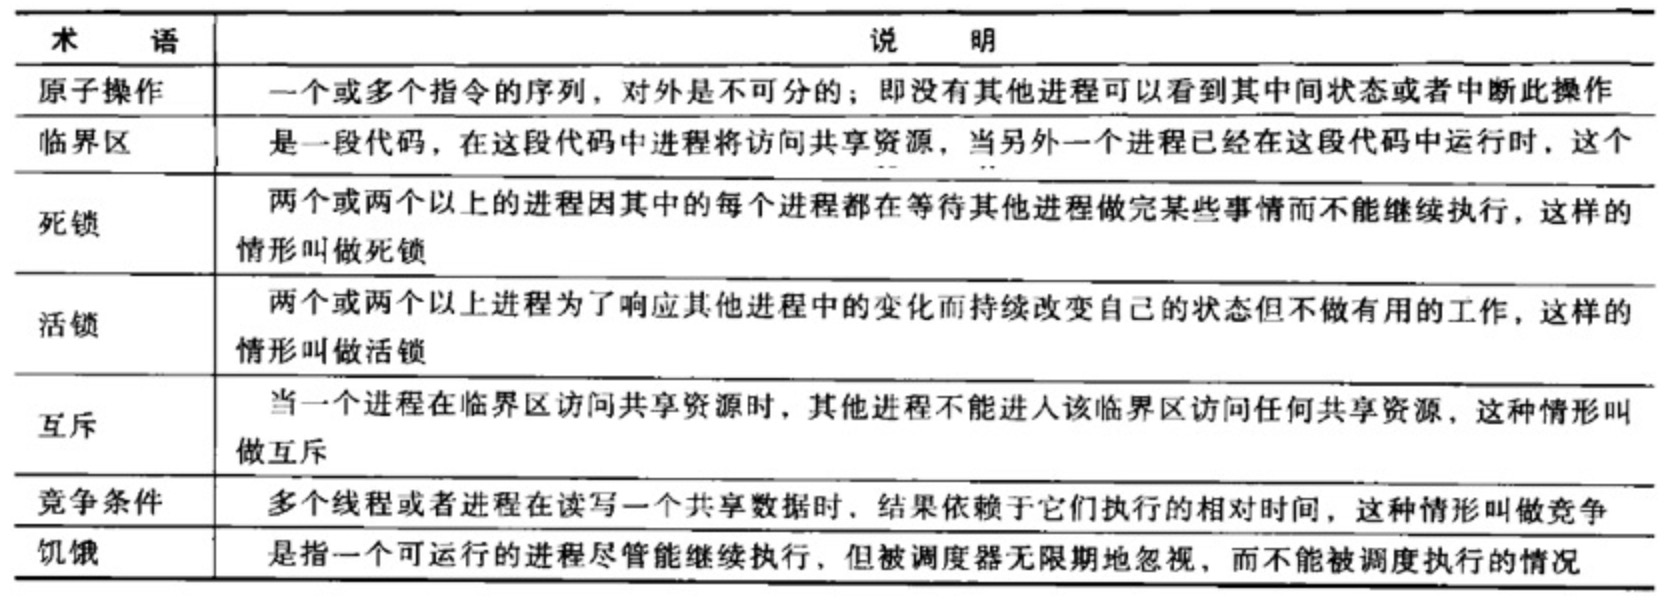 术 语 说 明
原子操作 一个或多个指令的序列，对外是不可分的；即没有其他进程可以看到其中间状态或者中断此操作
临界区 是一段代码，在这段代码中进程将访问共享资源，当另外一个进程已经在这段代码中运行时，这个
死锁 两个或两个以上的进程因其中的每个进程都在等待其他进程做完某些事情而不能继续执行，这样的
情形叫做死锁
活锁 两个或两个以上进程为了响应其他进程中的变化而持续改变自己的状态但不做有用的工作，这样的
情形叫做活锁
互斥 当一个进程在临界区访问共享资源时，其他进程不能进入该临界区访问任何共享资源，这种情形叫
做互斥
竞争条件 多个线程或者进程在读写一个共享数据时，结果依赖于它们执行的相对时间，这种情形叫做竞争
饥饿 是指一个可运行的进程尽管能继续执行，但被调度器无限期地忽视，而不能被调度执行的情况